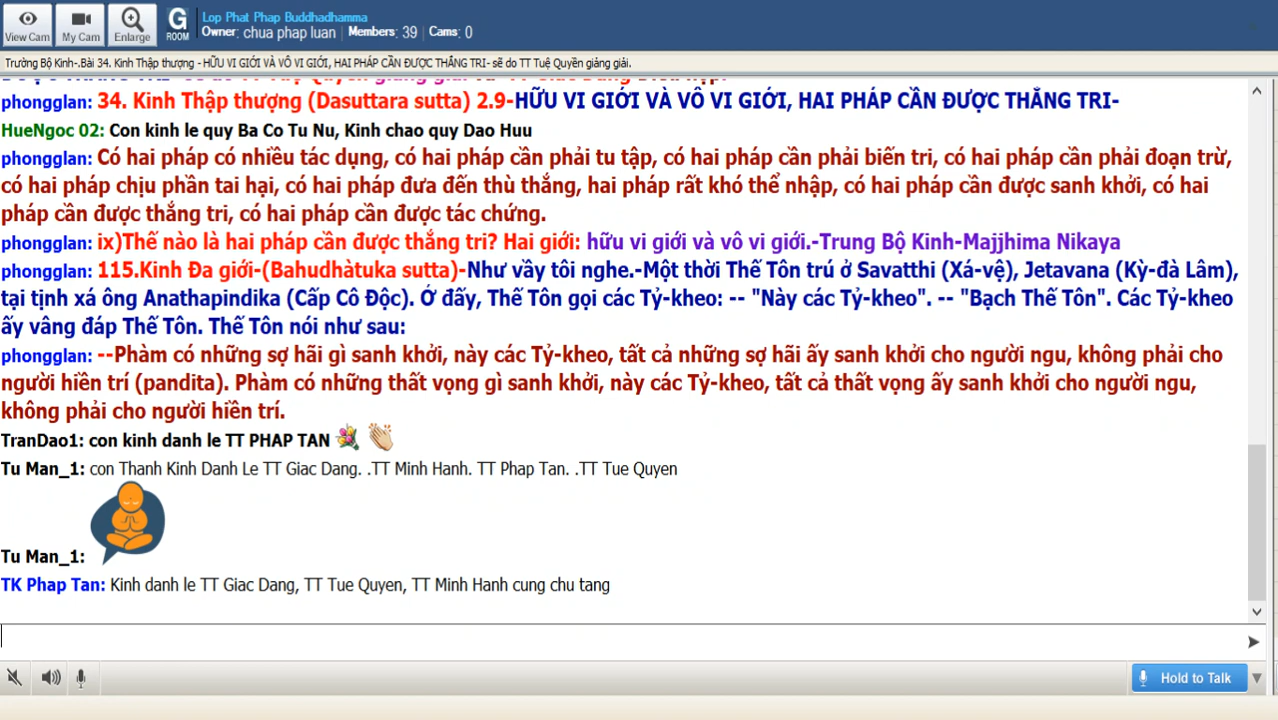 View Cam
My Cam
Enlarge
G
ROOM
Lop Phat Phap Buddhadhamma
Owner: chua phap luan | Members: 39 | Cams: 0
Trường Bộ Kinh-.Bài 34. Kinh Thập thượng - HỮU VI GIỚI VÀ VÔ VI GIỚI, HAI PHÁP CẦN ĐƯỢC THẮNG TRI- sẽ do TT Tuệ Quyền giảng giải.
phongglan: 34. Kinh Thập thượng (Dasuttara sutta) 2.9-HỮU VI GIỚI VÀ VÔ VI GIỚI, HAI PHÁP CẦN ĐƯỢC THẮNG TRI-
HueNgoc 02: Con kinh le quy Ba Co Tu Nu, Kinh chao quy Dao Huu
phongglan: Có hai pháp có nhiều tác dụng, có hai pháp cần phải tu tập, có hai pháp cần phải biến tri, có hai pháp cần phải đoạn trừ,
có hai pháp chịu phần tai hại, có hai pháp đưa đến thù thắng, hai pháp rất khó thể nhập, có hai pháp cần được sanh khởi, có hai
pháp cần được thắng tri, có hai pháp cần được tác chứng.
phongglan: ix)Thế nào là hai pháp cần được thắng tri? Hai giới: hữu vi giới và vô vi giới.-Trung Bộ Kinh-Majjhima Nikaya
phongglan: 115.Kinh Đa giới-(Bahudhàtuka sutta)-Như vầy tôi nghe.-Một thời Thế Tôn trú ở Savatthi (Xá-vệ), Jetavana (Kỳ-đà Lâm),
tại tịnh xá ông Anathapindika (Cấp Cô Độc). Ở đấy, Thế Tôn gọi các Tỷ-kheo: -- "Này các Tỷ-kheo". -- "Bạch Thế Tôn". Các Tỷ-kheo
ấy vâng đáp Thế Tôn. Thế Tôn nói như sau:
phongglan: --Phàm có những sợ hãi gì sanh khởi, này các Tỷ-kheo, tất cả những sợ hãi ấy sanh khởi cho người ngu, không phải cho
người hiền trí (pandita). Phàm có những thất vọng gì sanh khởi, này các Tỷ-kheo, tất cả thất vọng ấy sanh khởi cho người ngu,
không phải cho người hiền trí.
TranDao1: con kinh danh le TT PHAP TAN
Tu Man_1: con Thanh Kinh Danh Le TT Giac Dang. .TT Minh Hanh. TT Phap Tan. .TT Tue Quyen
Tu Man_1:
TK Phap Tan: Kinh danh le TT Giac Dang, TT Tue Quyen, TT Minh Hanh cung chu tang
Hold to Talk